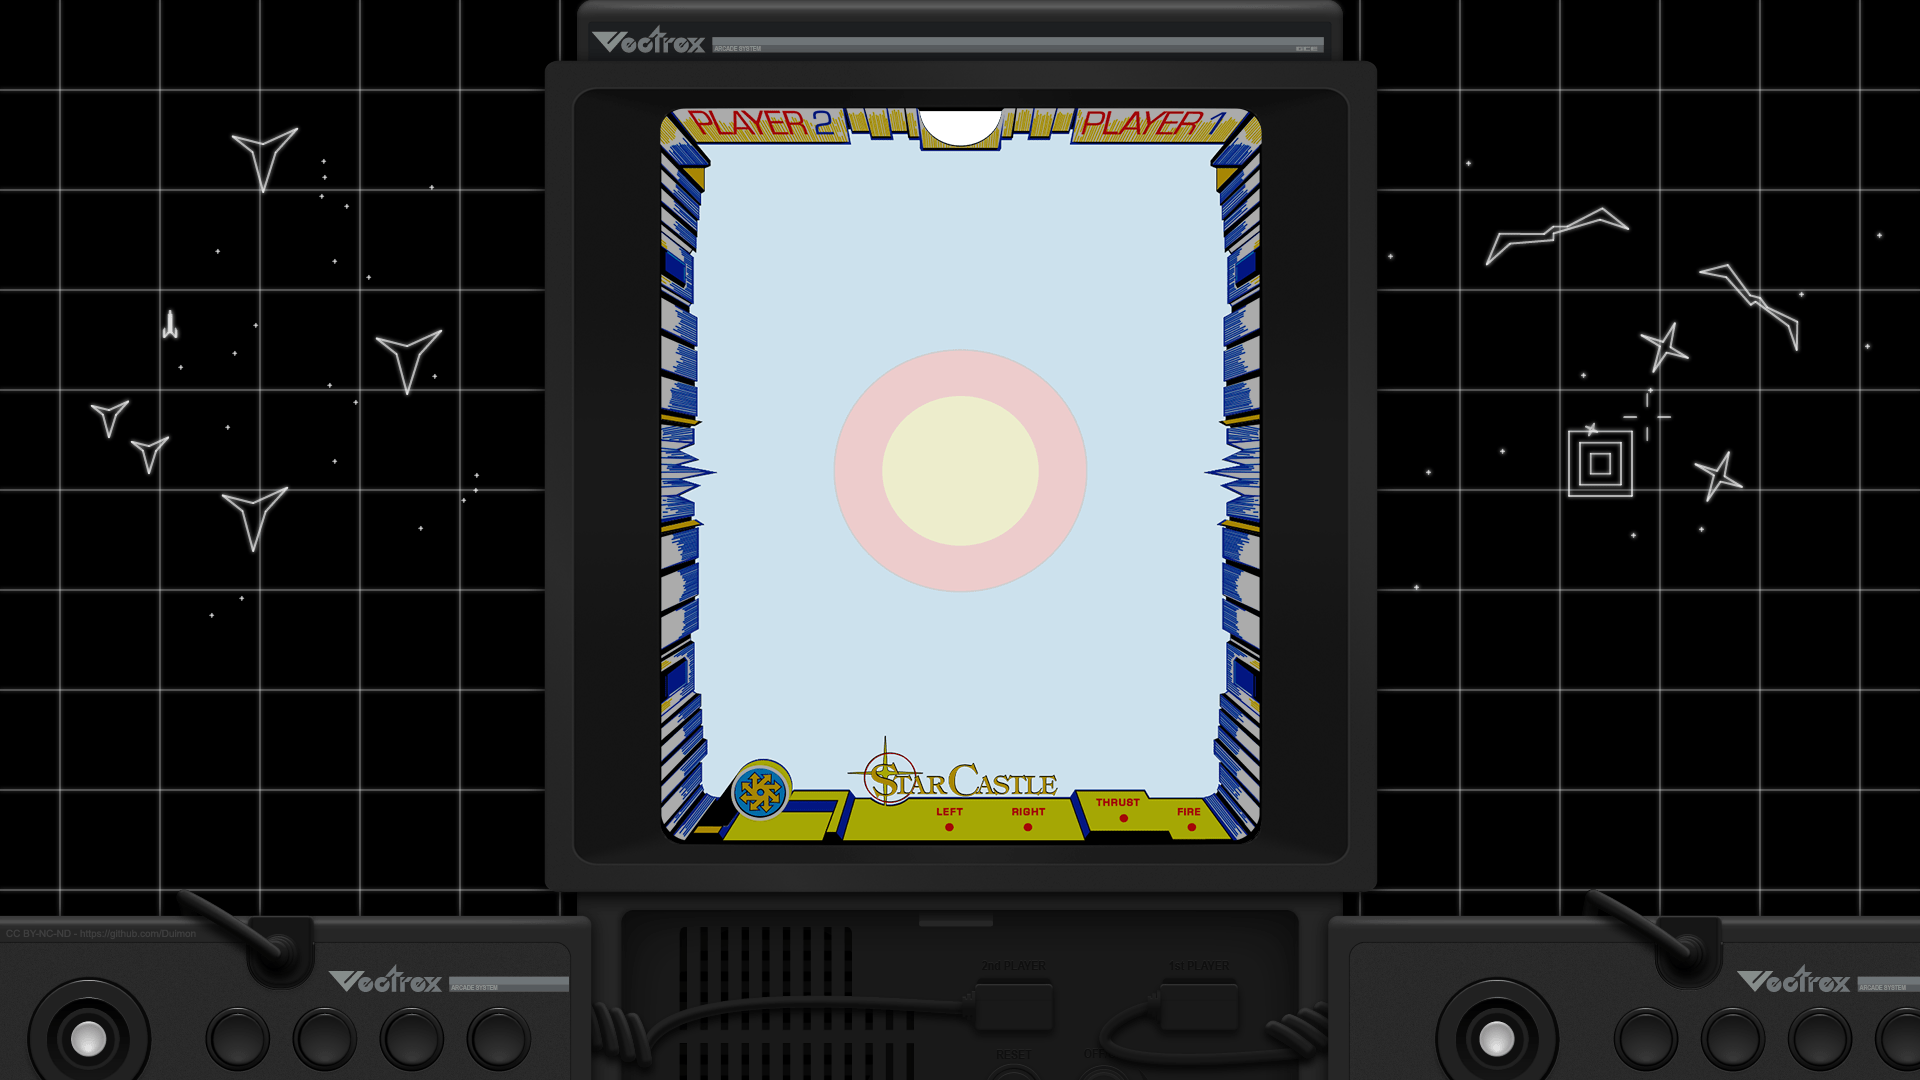 Vectrex
ARCADE SYSTEM
GCE
PLAYER 2
PLAYER 1
STAR CASTLE
LEFT
RIGHT
THRUST
FIRE
CC BY-NC-ND - https://github.com/Duimon
Vectrex
ARCADE SYSTEM
2nd PLAYER
1st PLAYER
RESET
OFF
Vectrex
ARCADE SYSTEM